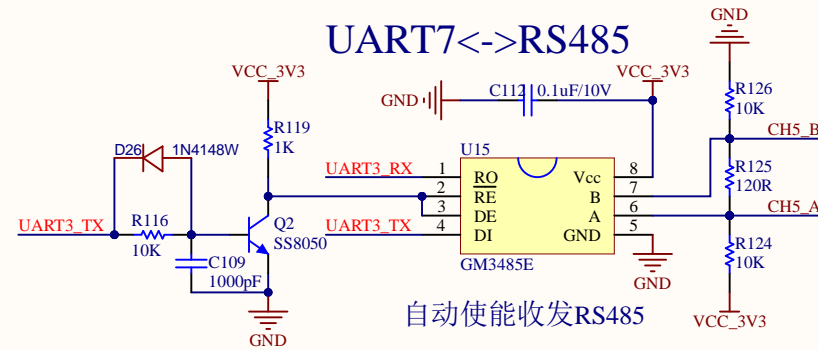 UART7<->RS485
GND
VCC_3V3
C112
0.1uF/10V
VCC_3V3
GND
R126
10K
D26
1N4148W
R119
1K
U15
CH5_B
UART3_RX
1
RO
Vcc
8
R125
120R
2
RE
B
7
UART3_TX
R116
10K
Q2
SS8050
3
DE
A
6
CH5_A
UART3_TX
4
DI
GND
5
C109
1000pF
GM3485E
GND
R124
10K
GND
自动使能收发RS485
VCC_3V3